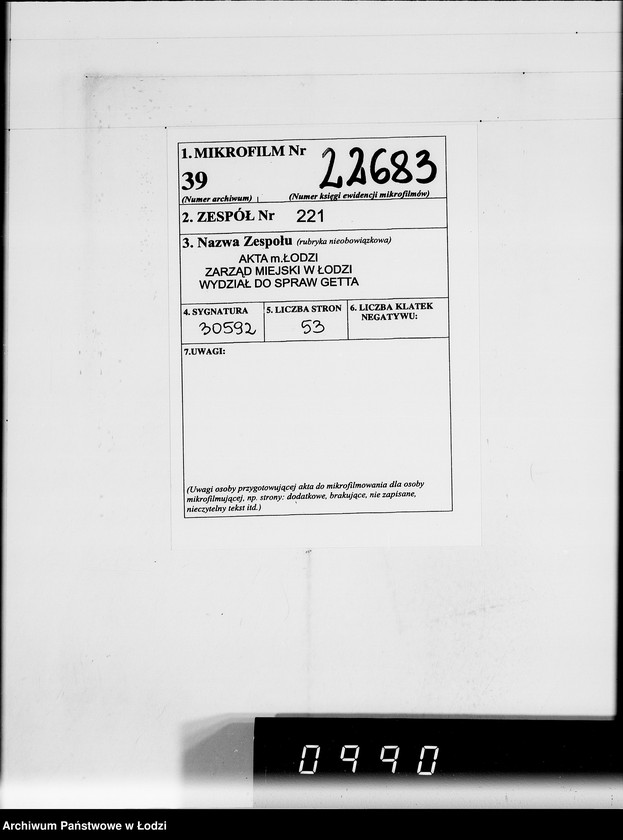 1. MIKROFILM Nr
39 22683
(Numer archiwum) (Numer księgi ewidencji mikrofilmów)
2. ZESPÓŁ Nr 221
3. Nazwa Zespołu (rubryka nieobowiązkowa)
AKTA m.ŁODZI
ZARZĄD MIEJSKI W ŁODZI
WYDZIAŁ DO SPRAW GETTA
4. SYGNATURA
30592
5. LICZBA STRON
53
6. LICZBA KLATEK
NEGATYWU:
7.UWAGI:
(Uwagi osoby przygotowującej akta do mikrofilmowania dla osoby
mikrofilmującej, np. strony: dodatkowe, brakujące, nie zapisane,
nieczytelny tekst itd.)
0990
Archiwum Państwowe w Łodzi